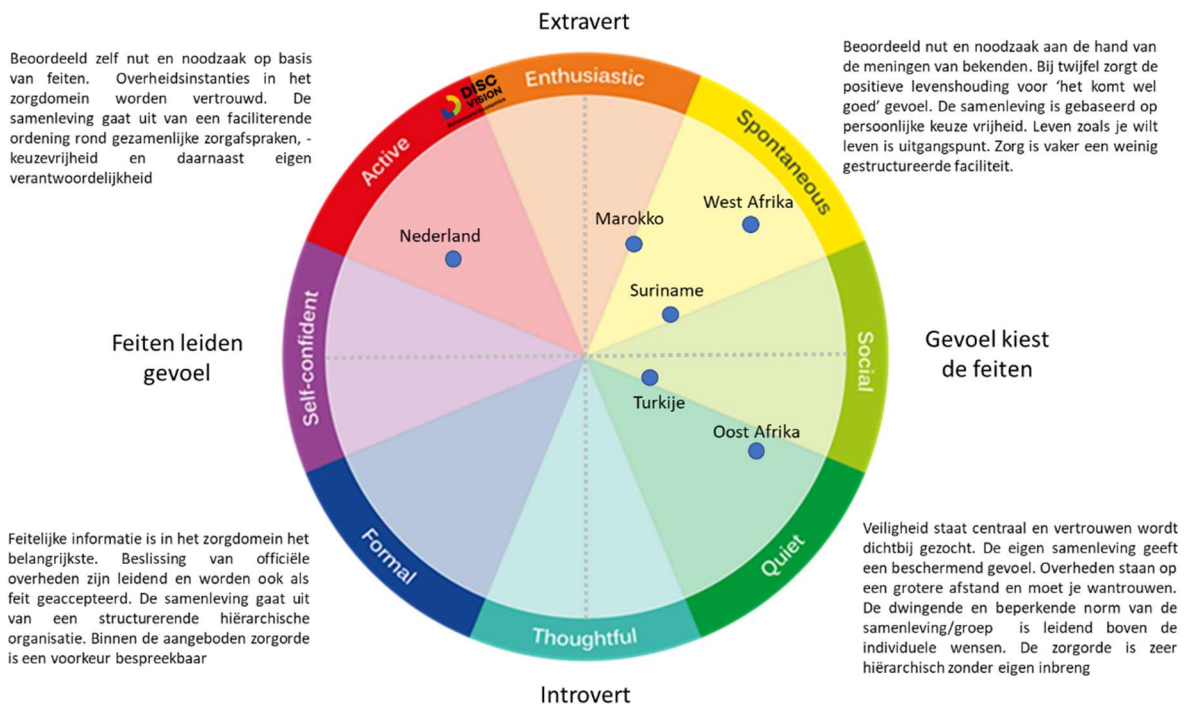 Extravert
Beoordeeld zelf nut en noodzaak op basis
van feiten. Overheidsinstanties in het
zorgdomein worden vertrouwd. De
samenleving gaat uit van een faciliterende
ordening rond gezamenlijke zorgafspraken, -
keuzevrijheid en daarnaast eigen
verantwoordelijkheid
Beoordeeld nut en noodzaak aan de hand van
de meningen van bekenden. Bij twijfel zorgt de
positieve levenshouding voor ‘het komt wel
goed’ gevoel. De samenleving is gebaseerd op
persoonlijke keuze vrijheid. Leven zoals je wilt
leven is uitgangspunt. Zorg is vaker een weinig
gestructureerde faciliteit.
DISC
VISION
Enthusiastic
Active
Spontaneous
West Afrika
Marokko
Nederland
Suriname
Self-confident
Social
Feiten leiden
gevoel
Gevoel kiest
de feiten
Turkije
Oost Afrika
Formal
Quiet
Thoughtful
Feitelijke informatie is in het zorgdomein het
belangrijkste. Beslissing van officiële
overheden zijn leidend en worden ook als
feit geaccepteerd. De samenleving gaat uit
van een structurerende hiërarchische
organisatie. Binnen de aangeboden zorgorde
is een voorkeur bespreekbaar
Veiligheid staat centraal en vertrouwen wordt
dichtbij gezocht. De eigen samenleving geeft
een beschermend gevoel. Overheden staan op
een grotere afstand en moet je wantrouwen.
De dwingende en beperkende norm van de
samenleving/groep is leidend boven de
individuele wensen. De zorgorde is zeer
hiërarchisch zonder eigen inbreng
Introvert